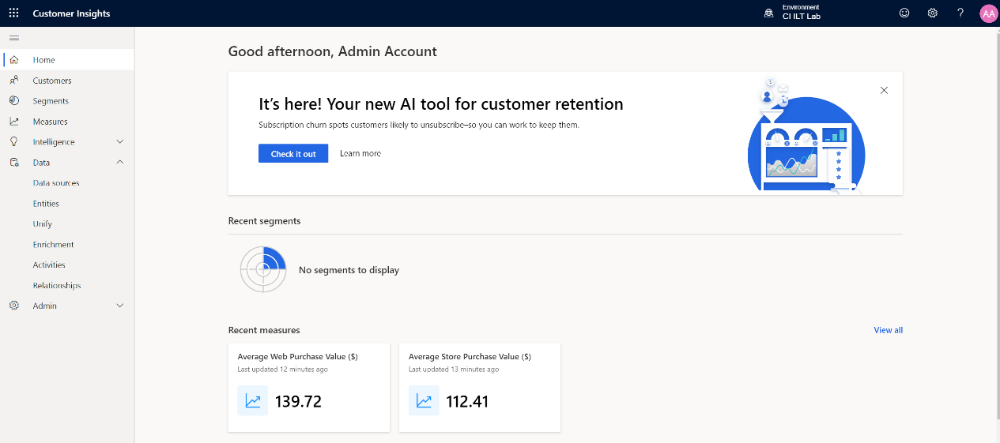 Customer Insights
Environment
CI ILT Lab
?
AA
Home
Customers
Segments
Measures
Intelligence
Data
Data sources
Entities
Unify
Enrichment
Activities
Relationships
Admin
Good afternoon, Admin Account
It's here! Your new AI tool for customer retention
Subscription churn spots customers likely to unsubscribe–so you can work to keep them.
Check it out
Learn more
$
Recent segments
No segments to display
Recent measures
View all
Average Web Purchase Value ($)
Last updated 12 minutes ago
139.72
Average Store Purchase Value ($)
Last updated 13 minutes ago
112.41